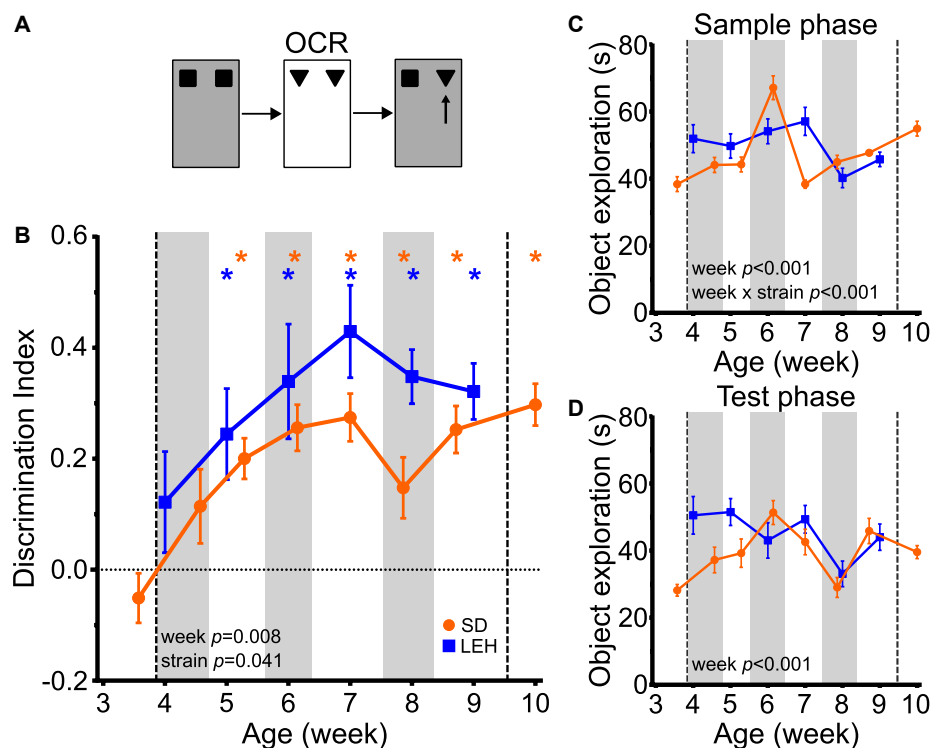 A
OCR
B
0.6
0.4
0.2
0.0
-0.2
Discrimination Index
* * * * * *
* * * * *
week p=0.008
strain p=0.041
SD
LEH
3 4 5 6 7 8 9 10
Age (week)
C
Sample phase
80
60
40
20
0
Object exploration (s)
week p<0.001
week x strain p<0.001
3 4 5 6 7 8 9 10
Age (week)
D
Test phase
80
60
40
20
0
Object exploration (s)
week p<0.001
3 4 5 6 7 8 9 10
Age (week)